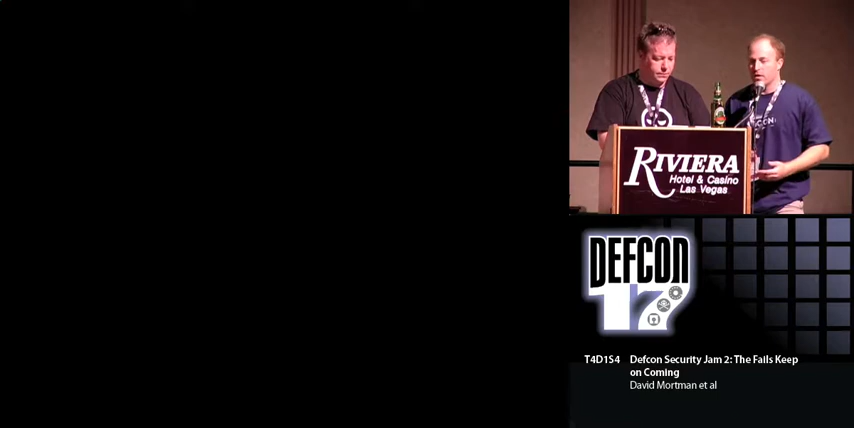 RIVIERA
Hotel & Casino
Las Vegas
DEFCON
17
T4D1S4 Defcon Security Jam 2: The Fails Keep
on Coming
David Mortman et al